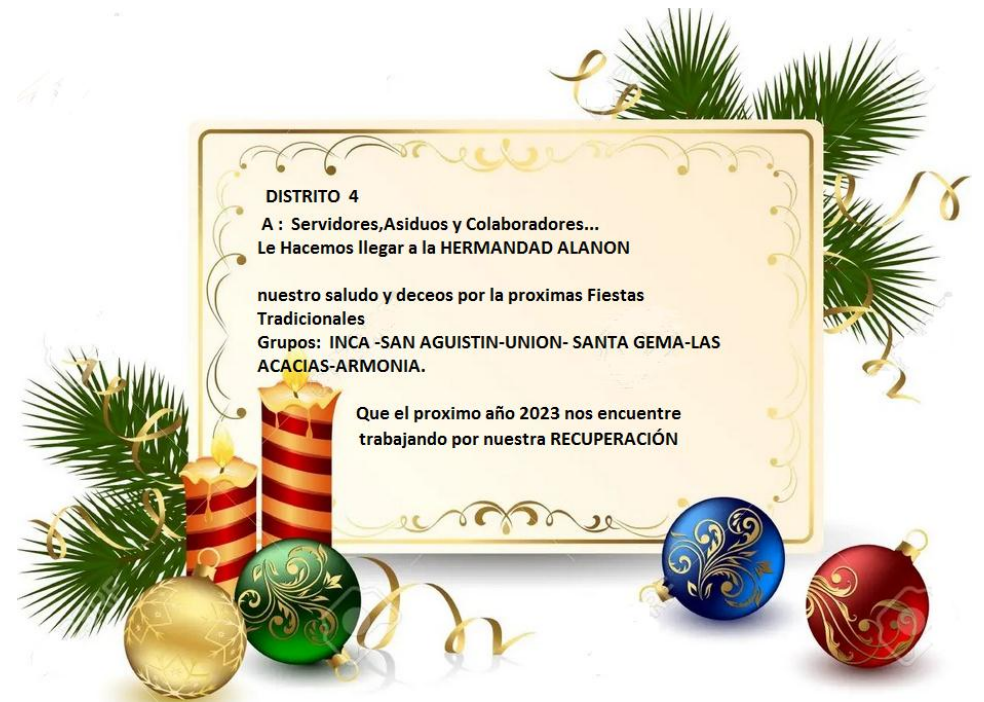 DISTRITO 4
A : Servidores,Asiduos y Colaboradores...
Le Hacemos llegar a la HERMANDAD ALANON
nuestro saludo y deceos por la proximas Fiestas
Tradicionales
Grupos: INCA -SAN AGUISTIN-UNION- SANTA GEMA-LAS
ACACIAS-ARMONIA.
Que el proximo año 2023 nos encuentre
trabajando por nuestra RECUPERACIÓN